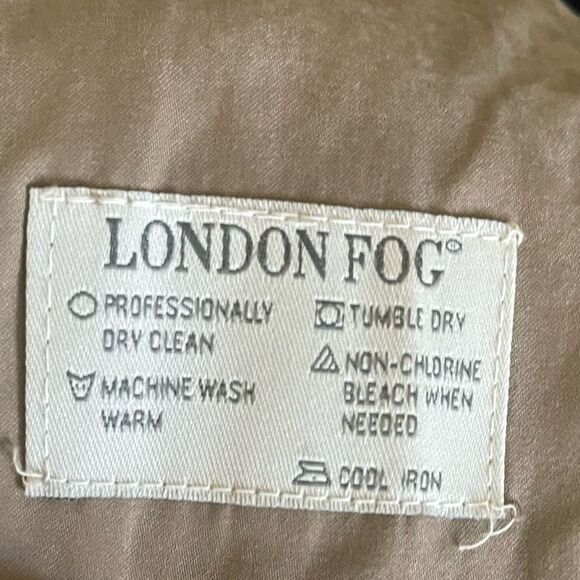 LONDON FOG®
PROFESSIONALLY
DRY CLEAN
MACHINE WASH
WARM
TUMBLE DRY
NON-CHLORINE
BLEACH WHEN
NEEDED
COOL IRON